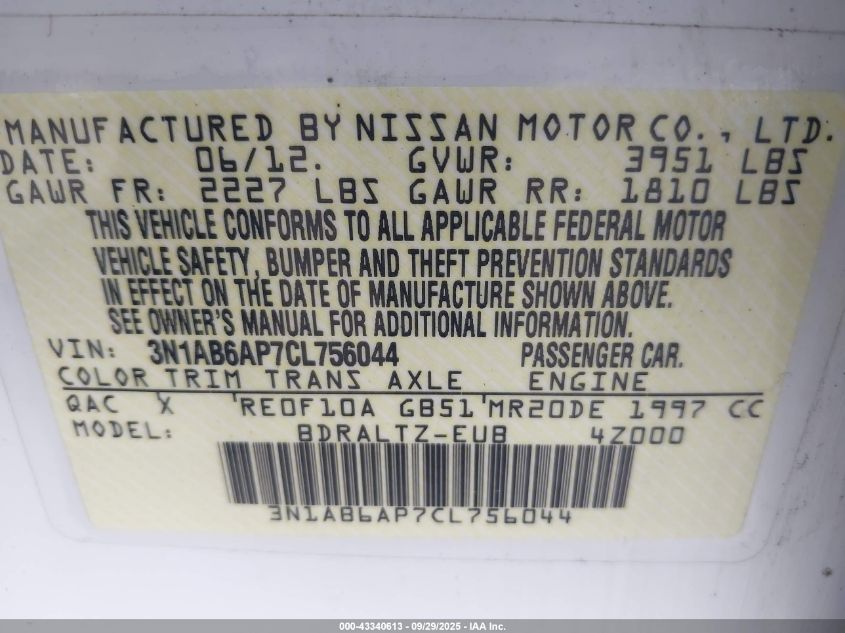 MANUFACTURED BY NISSAN MOTOR CO., LTD.
DATE: 06/12. GVWR: 3951 LBS
GAWR FR: 2227 LBS GAWR RR: 1810 LBS
THIS VEHICLE CONFORMS TO ALL APPLICABLE FEDERAL MOTOR
VEHICLE SAFETY, BUMPER AND THEFT PREVENTION STANDARDS
IN EFFECT ON THE DATE OF MANUFACTURE SHOWN ABOVE.
SEE OWNER'S MANUAL FOR ADDITIONAL INFORMATION.
VIN: 3N1AB6AP7CL756044 PASSENGER CAR.
COLOR TRIM TRANS AXLE ENGINE
QAC X 'RE0F10A GB51'MR20DE 1997 CC
MODEL: BDRALTZ-EUB 4Z000
3N1AB6AP7CL756044
000-43340613 - 09/29/2025 - IAA Inc.